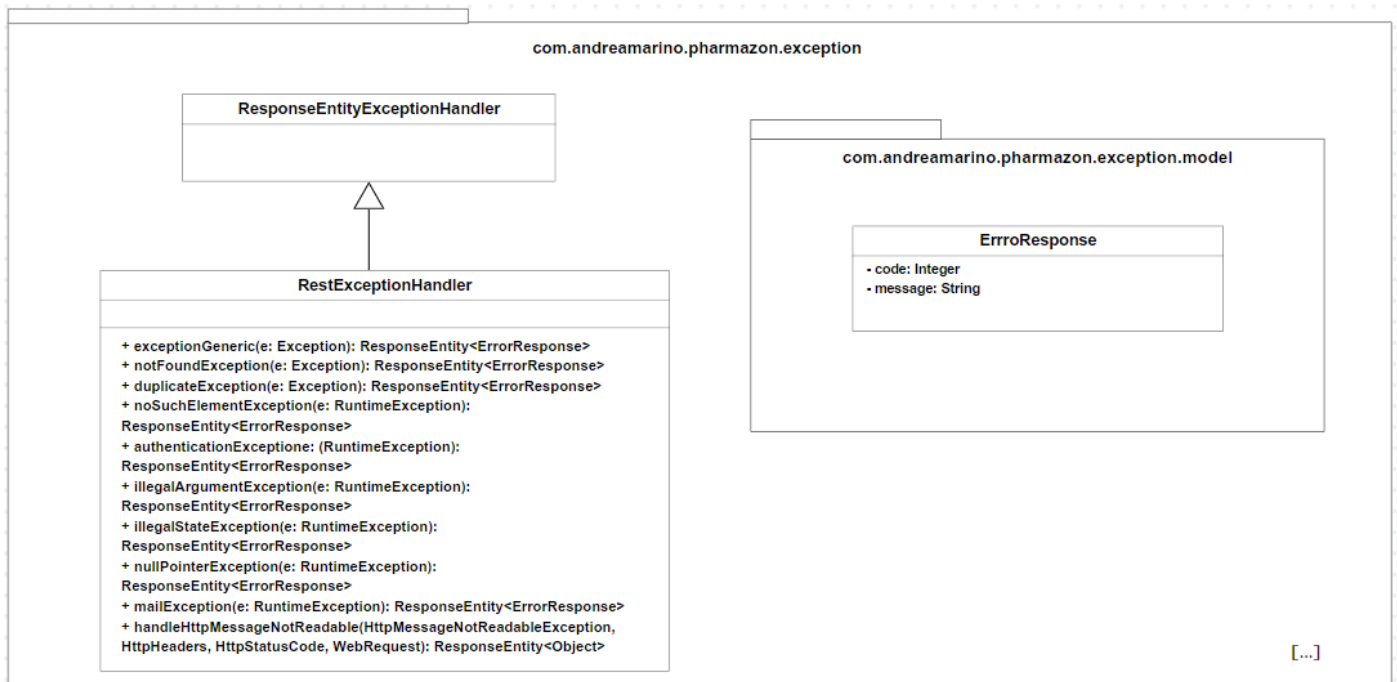 com.andreamarino.pharmazon.exception
ResponseEntityExceptionHandler
com.andreamarino.pharmazon.exception.model
ErrroResponse
- code: Integer
- message: String
RestExceptionHandler
+ exceptionGeneric(e: Exception): ResponseEntity<ErrorResponse>
+ notFoundException(e: Exception): ResponseEntity<ErrorResponse>
+ duplicateException(e: Exception): ResponseEntity<ErrorResponse>
+ noSuchElementException(e: RuntimeException):
ResponseEntity<ErrorResponse>
+ authenticationExceptione: (RuntimeException):
ResponseEntity<ErrorResponse>
+ illegalArgumentException(e: RuntimeException):
ResponseEntity<ErrorResponse>
+ illegalStateException(e: RuntimeException):
ResponseEntity<ErrorResponse>
+ nullPointerException(e: RuntimeException):
ResponseEntity<ErrorResponse>
+ mailException(e: RuntimeException): ResponseEntity<ErrorResponse>
+ handleHttpMessageNotReadable(HttpMessageNotReadableException,
HttpHeaders, HttpStatusCode, WebRequest): ResponseEntity<Object>
[...]